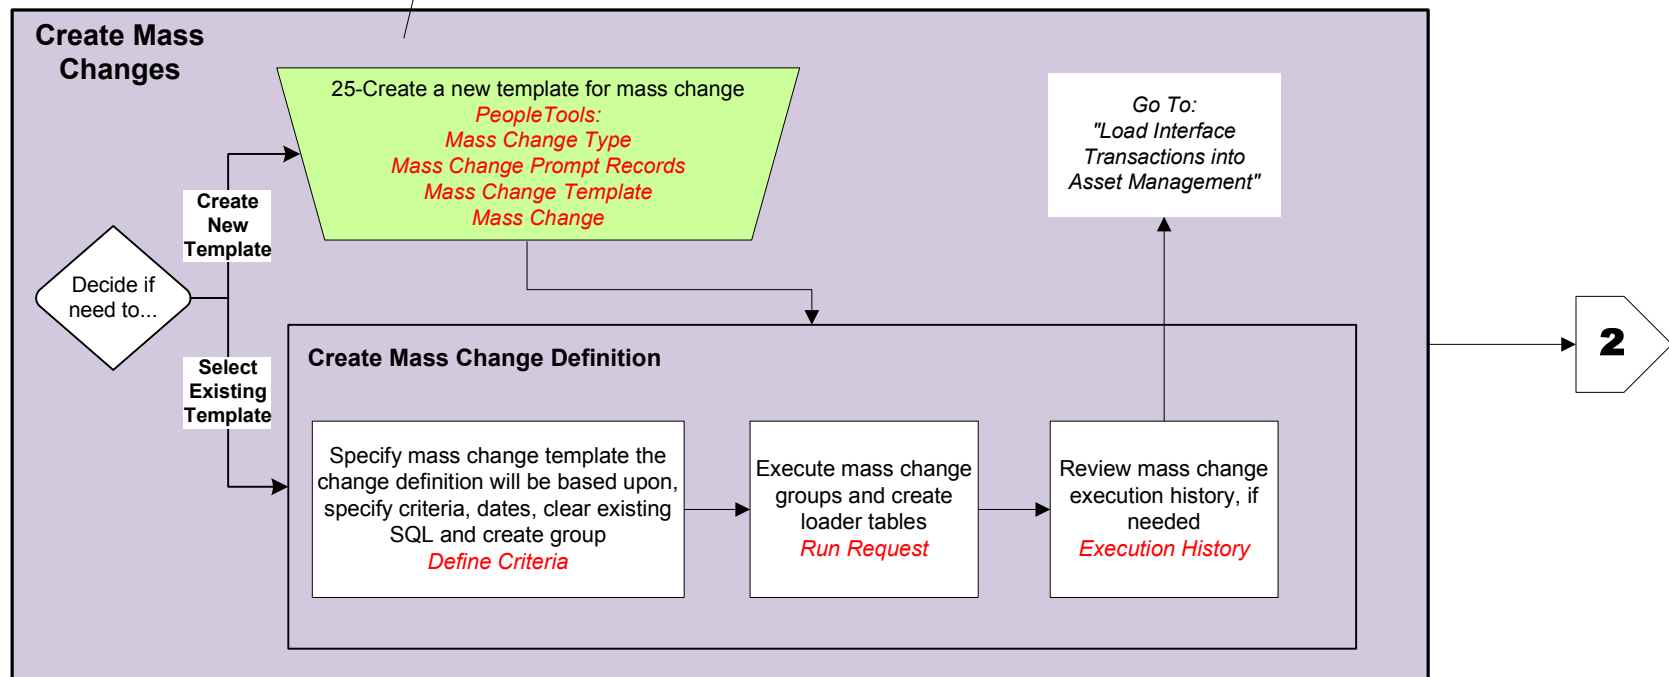 Create Mass
Changes
25-Create a new template for mass change
PeopleTools:
Mass Change Type
Mass Change Prompt Records
Mass Change Template
Mass Change
Go To:
"Load Interface
Transactions into
Asset Management"
Create
New
Template
Decide if
need to...
Select
Existing
Template
Create Mass Change Definition
Specify mass change template the
change definition will be based upon,
specify criteria, dates, clear existing
SQL and create group
Define Criteria
Execute mass change
groups and create
loader tables
Run Request
Review mass change
execution history, if
needed
Execution History
2